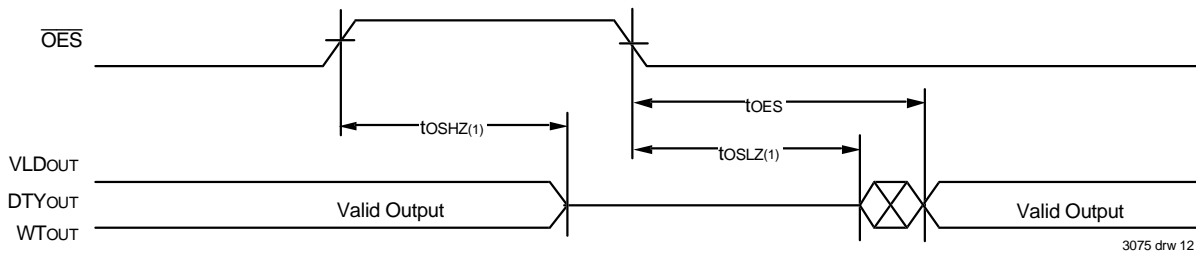 OES
tOES
tOSHZ(1)
tOSLZ(1)
VLDOUT
DTYOUT
WTOUT
Valid Output
Valid Output
3075 drw 12